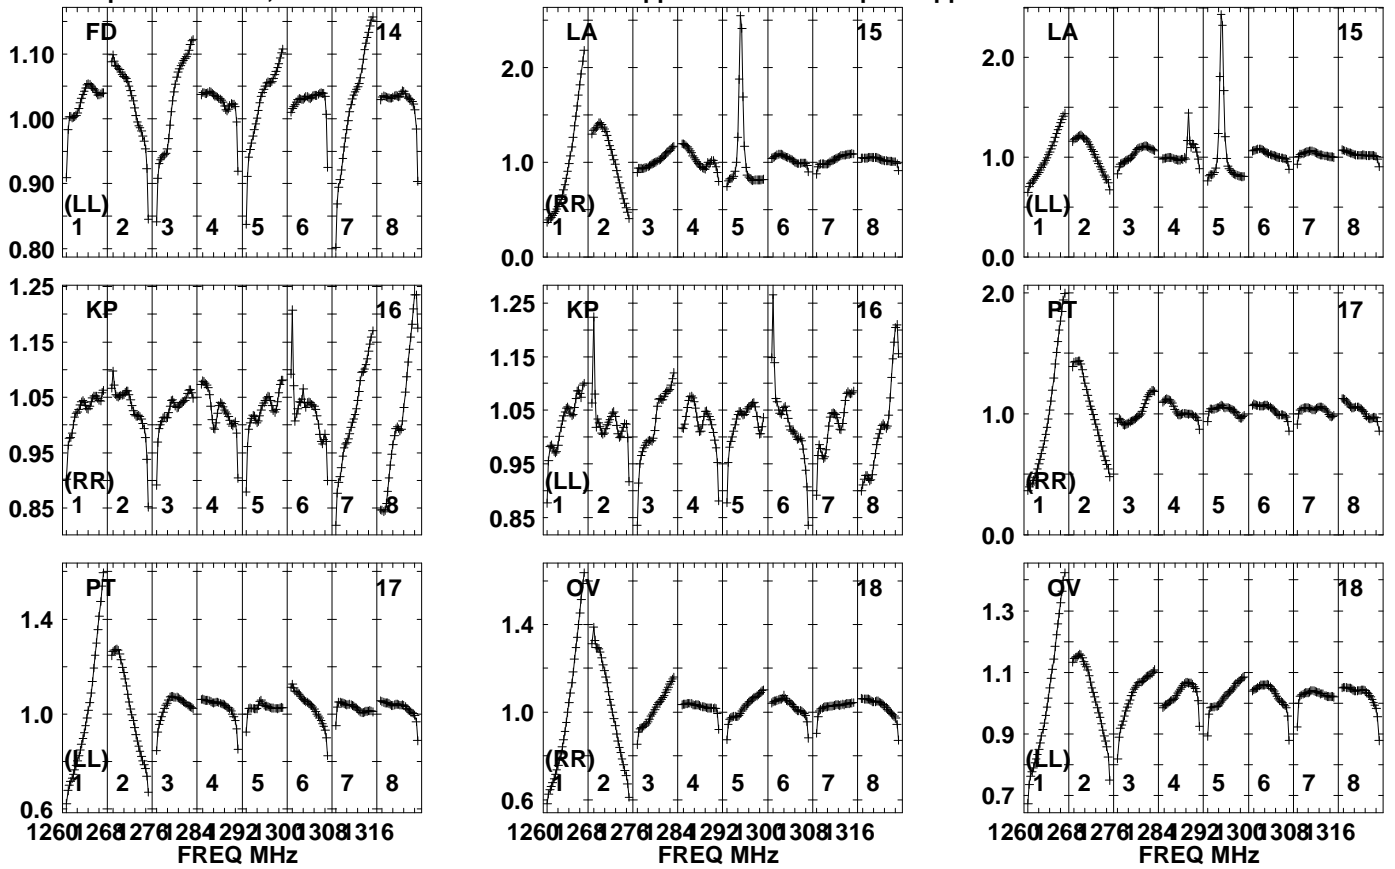 FD 14
1.10
1.00
0.90
0.80
(LL)
1 2 3 4 5 6 7 8
LA 15
2.0
1.0
0.0
(RR)
1 2 3 4 5 6 7 8
LA 15
2.0
1.0
0.0
(LL)
1 2 3 4 5 6 7 8
KP 16
1.25
1.15
1.05
0.95
0.85
(RR)
1 2 3 4 5 6 7 8
KP 16
1.25
1.15
1.05
0.95
0.85
(LL)
1 2 3 4 5 6 7 8
PT 17
2.0
1.0
0.0
(RR)
1 2 3 4 5 6 7 8
PT 17
1.4
1.0
0.6
(LL)
1 2 3 4 5 6 7 8
1260 1268 1276 1284 1292 1300 1308 1316
FREQ MHz
OV 18
1.4
1.0
0.6
(RR)
1 2 3 4 5 6 7 8
1260 1268 1276 1284 1292 1300 1308 1316
OV 18
1.3
1.1
0.9
0.7
(LL)
1 2 3 4 5 6 7 8
1260 1268 1276 1284 1292 1300 1308 1316
FREQ MHz